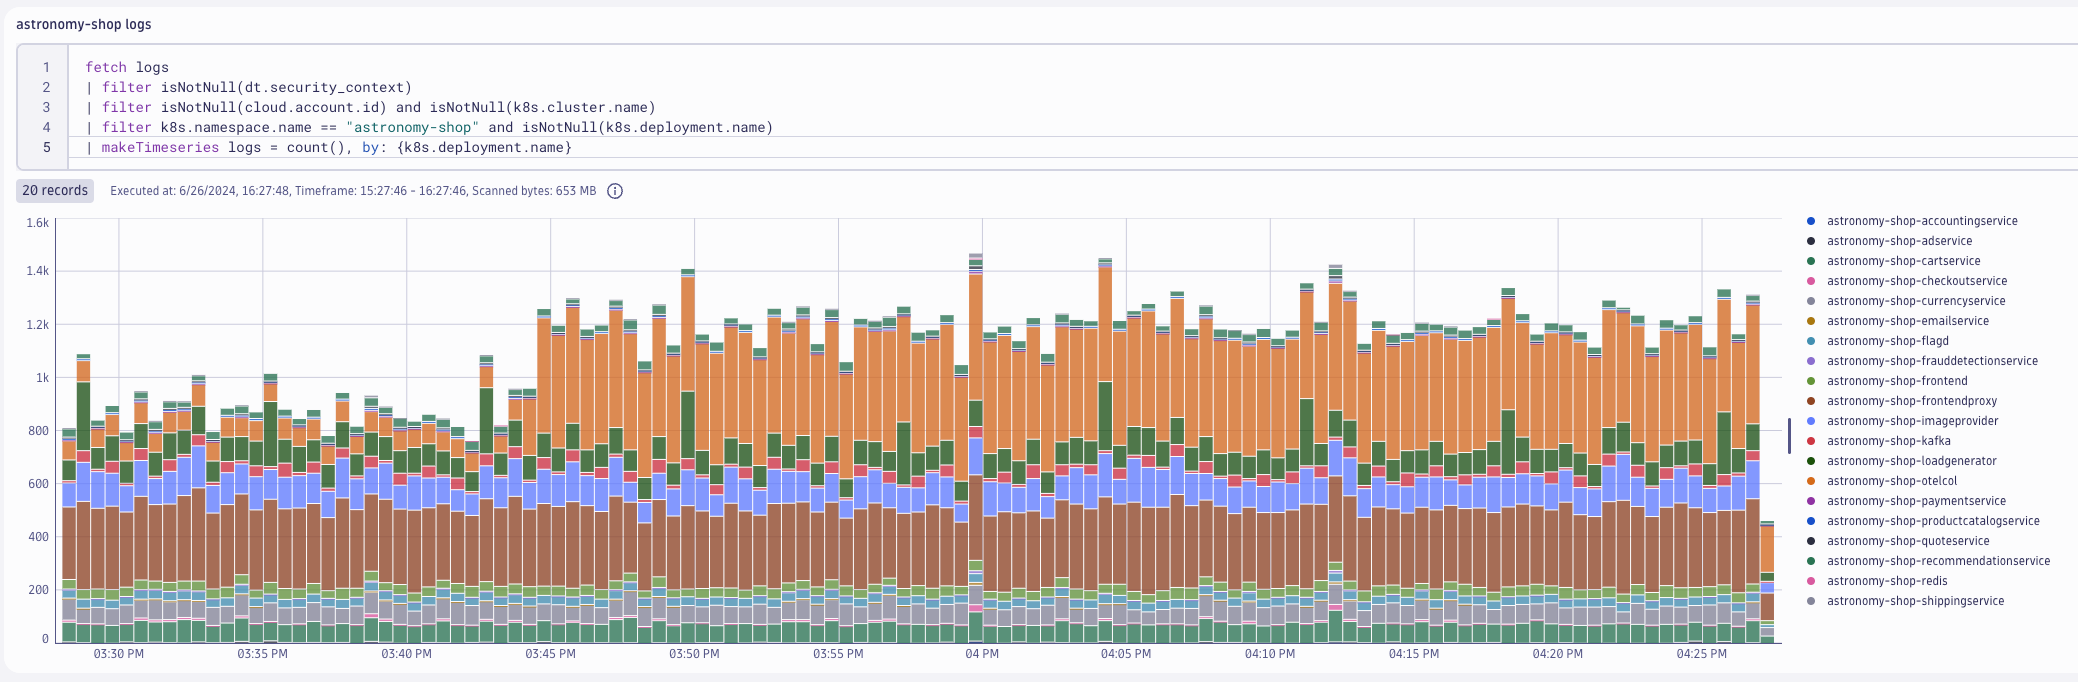 astronomy-shop logs
1 fetch logs
2 | filter isNotNull(dt.security_context)
3 | filter isNotNull(cloud.account.id) and isNotNull(k8s.cluster.name)
4 | filter k8s.namespace.name == "astronomy-shop" and isNotNull(k8s.deployment.name)
5 | makeTimeseries logs = count(), by: {k8s.deployment.name}
20 records Executed at: 6/26/2024, 16:27:48, Timeframe: 15:27:46 - 16:27:46, Scanned bytes: 653 MB
1.6k
1.4k
1.2k
1k
800
600
400
200
0
03:30 PM 03:35 PM 03:40 PM 03:45 PM 03:50 PM 03:55 PM 04 PM 04:05 PM 04:10 PM 04:15 PM 04:20 PM 04:25 PM
astronomy-shop-accountingservice
astronomy-shop-adservice
astronomy-shop-cartservice
astronomy-shop-checkoutservice
astronomy-shop-currencyservice
astronomy-shop-emailservice
astronomy-shop-flagd
astronomy-shop-frauddetectionservice
astronomy-shop-frontend
astronomy-shop-frontendproxy
astronomy-shop-imageprovider
astronomy-shop-kafka
astronomy-shop-loadgenerator
astronomy-shop-otelcol
astronomy-shop-paymentservice
astronomy-shop-productcatalogservice
astronomy-shop-quoteservice
astronomy-shop-recommendationservice
astronomy-shop-redis
astronomy-shop-shippingservice